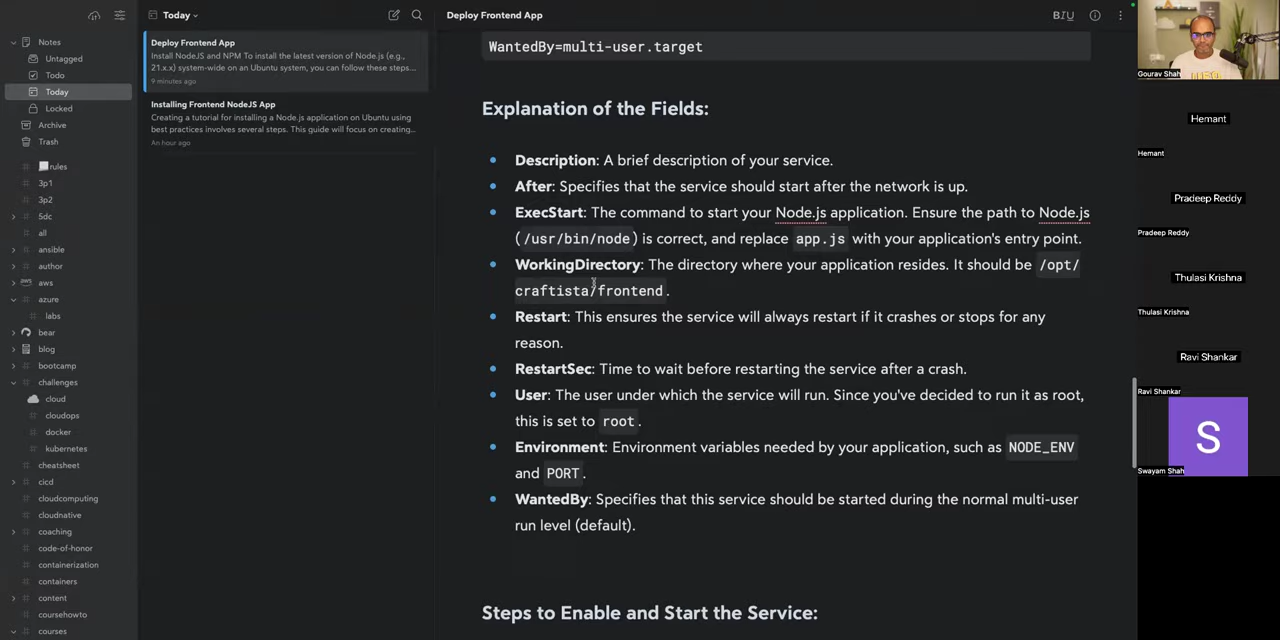 Notes
Untagged
Todo
Today
Locked
Archive
Trash
rules
3p1
3p2
5dc
all
ansible
author
aws
azure
labs
bear
blog
bootcamp
challenges
cloud
cloudops
docker
kubernetes
cheatsheet
cicd
cloudcomputing
cloudnative
coaching
code-of-honor
containerization
containers
content
coursehowto
courses
Today
Deploy Frontend App
Install NodeJS and NPM To install the latest version of Node.js (e.g.,
21.x.x) system-wide on an Ubuntu system, you can follow these steps...
9 minutes ago
Installing Frontend NodeJS App
Creating a tutorial for installing a Node.js application on Ubuntu using
best practices involves several steps. This guide will focus on creating...
An hour ago
Deploy Frontend App
BIU
WantedBy=multi-user.target
Explanation of the Fields:
Description: A brief description of your service.
After: Specifies that the service should start after the network is up.
ExecStart: The command to start your Node.js application. Ensure the path to Node.js
(/usr/bin/node) is correct, and replace app.js with your application's entry point.
WorkingDirectory: The directory where your application resides. It should be /opt/
craftista/frontend.
Restart: This ensures the service will always restart if it crashes or stops for any
reason.
RestartSec: Time to wait before restarting the service after a crash.
User: The user under which the service will run. Since you've decided to run it as root,
this is set to root.
Environment: Environment variables needed by your application, such as NODE_ENV
and PORT.
WantedBy: Specifies that this service should be started during the normal multi-user
run level (default).
Steps to Enable and Start the Service:
Gourav Shah
Hemant
Hemant
Pradeep Reddy
Pradeep Reddy
Thulasi Krishna
Thulasi Krishna
Ravi Shankar
Ravi Shankar
S
Swayam Shah